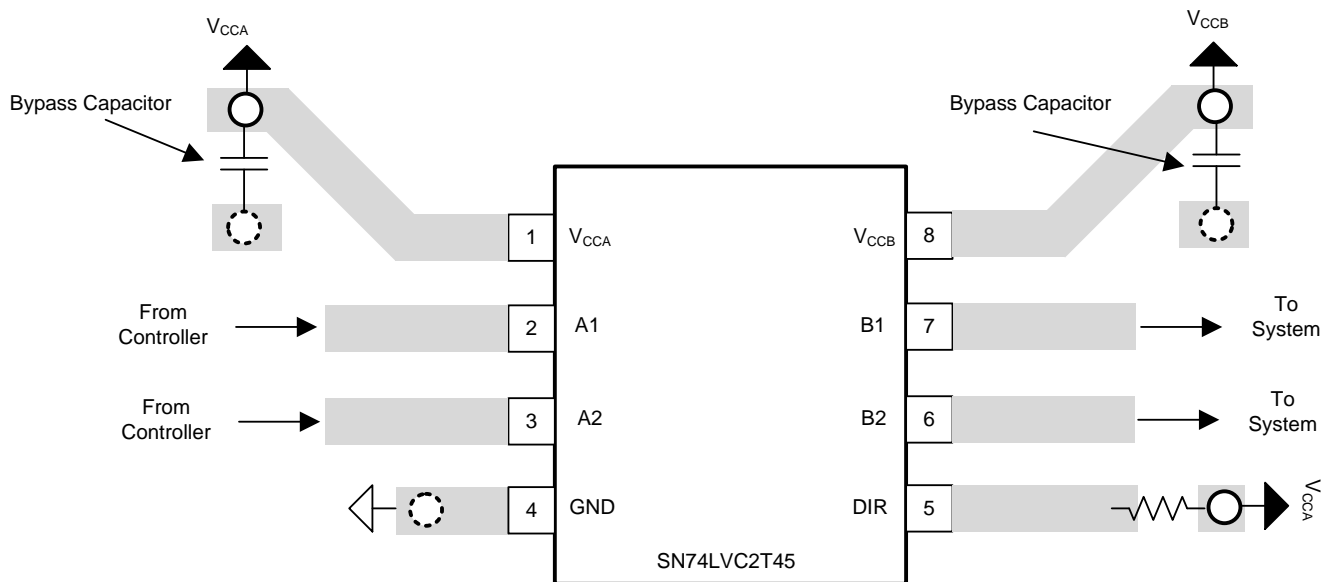 VCCA
VCCB
Bypass Capacitor
Bypass Capacitor
1
VCCA
VCCB
8
From
Controller
2
A1
B1
7
To
System
From
Controller
3
A2
B2
6
To
System
4
GND
DIR
5
VCCA
SN74LVC2T45